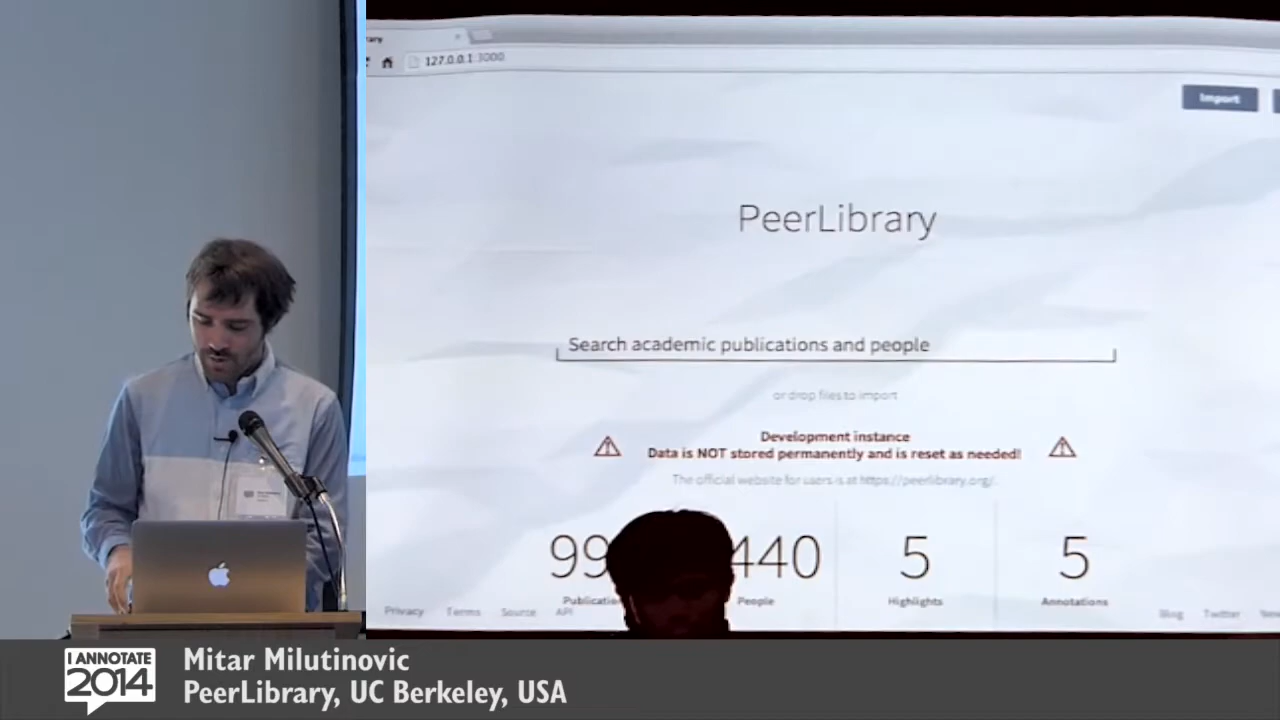 127.0.0.1:3000
Import
PeerLibrary
Search academic publications and people
or drop files to import
Development instance
Data is NOT stored permanently and is reset as needed!
The official website for users is at https://peerlibrary.org/.
99
440
5
5
People
Highlights
Annotations
Privacy
Terms
Source
API
Blog
Twitter
I ANNOTATE
2014
Mitar Milutinovic
PeerLibrary, UC Berkeley, USA